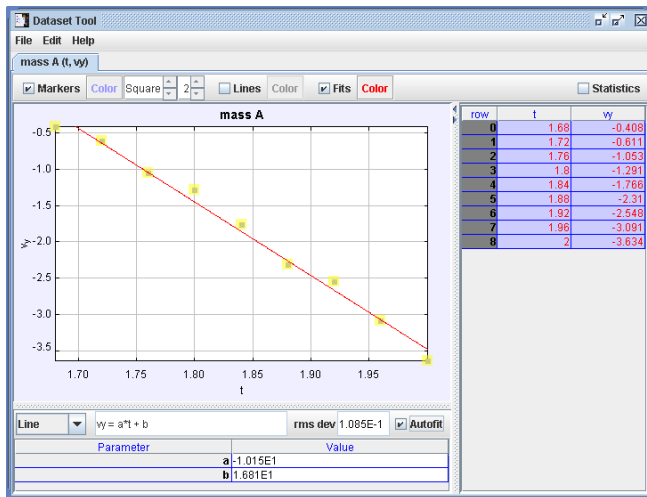 Dataset Tool
File Edit Help
mass A (t, vy)
Markers Color Square 2 Lines Color Fits Color Statistics
mass A
-0.5
-1.0
-1.5
-2.0
-2.5
-3.0
-3.5
vy
1.70 1.75 1.80 1.85 1.90 1.95
t
row t vy
0 1.68 -0.408
1 1.72 -0.611
2 1.76 -1.053
3 1.8 -1.291
4 1.84 -1.766
5 1.88 -2.31
6 1.92 -2.548
7 1.96 -3.091
8 2 -3.634
Line vy = a*t + b rms dev 1.085E-1 Autofit
Parameter Value
a -1.015E1
b 1.681E1